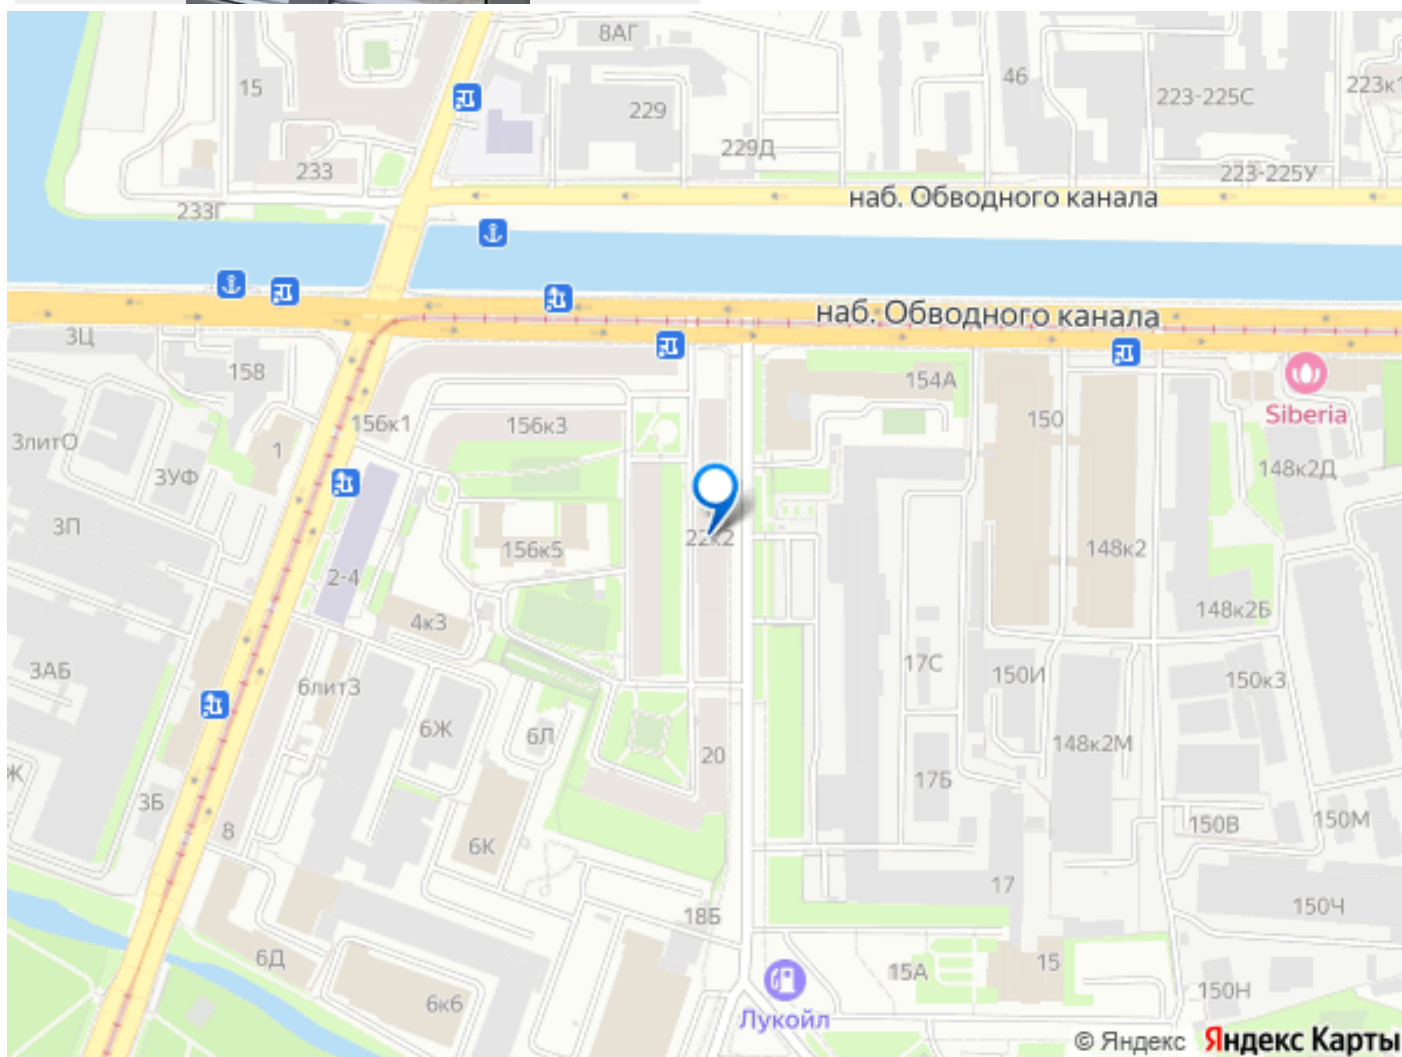 8АГ
15
46
223-225С
223к1
229
229Д
233
223-225У
наб. Обводного канала
233Г
наб. Обводного канала
3Ц
158
154А
Siberia
156к1
156к3
150
3литО
1
3УФ
148к2Д
3П
22к2
156к5
148к2
2-4
4к3
148к2Б
3АБ
6литЗ
17С
150И
150к3
6Ж
6Л
20
148к2М
Ж
3Б
17Б
8
6К
150В
150М
17
18Б
150Ч
6Д
15А
15
6к6
150Н
Лукойл
© Яндекс Яндекс Карты